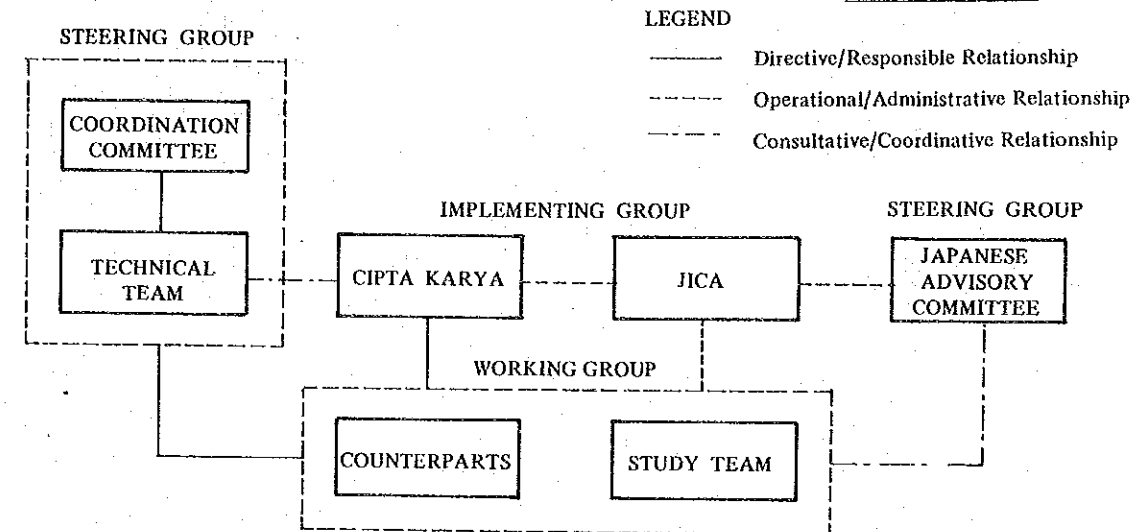 LEGEND
Directive/Responsible Relationship
Operational/Administrative Relationship
Consultative/Coordinative Relationship
STEERING GROUP
COORDINATION
COMMITTEE
TECHNICAL
TEAM
IMPLEMENTING GROUP
CIPTA KARYA
JICA
STEERING GROUP
JAPANESE
ADVISORY
COMMITTEE
WORKING GROUP
COUNTERPARTS
STUDY TEAM